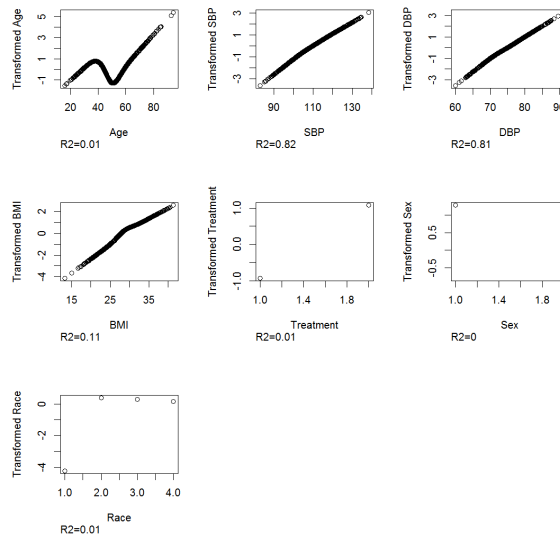 Transformed Age
5
3
1
-1
20 40 60 80
Age
R2=0.01
Transformed SBP
3
1
-1
-3
90 110 130
SBP
R2=0.82
Transformed DBP
3
1
-1
-3
60 70 80 90
DBP
R2=0.81
Transformed BMI
2
0
-2
-4
15 25 35
BMI
R2=0.11
Transformed Treatment
1.0
0.0
-1.0
1.0 1.4 1.8
Treatment
R2=0.01
Transformed Sex
0.5
-0.5
1.0 1.4 1.8
Sex
R2=0
Transformed Race
0
-2
-4
1.0 2.0 3.0 4.0
Race
R2=0.01